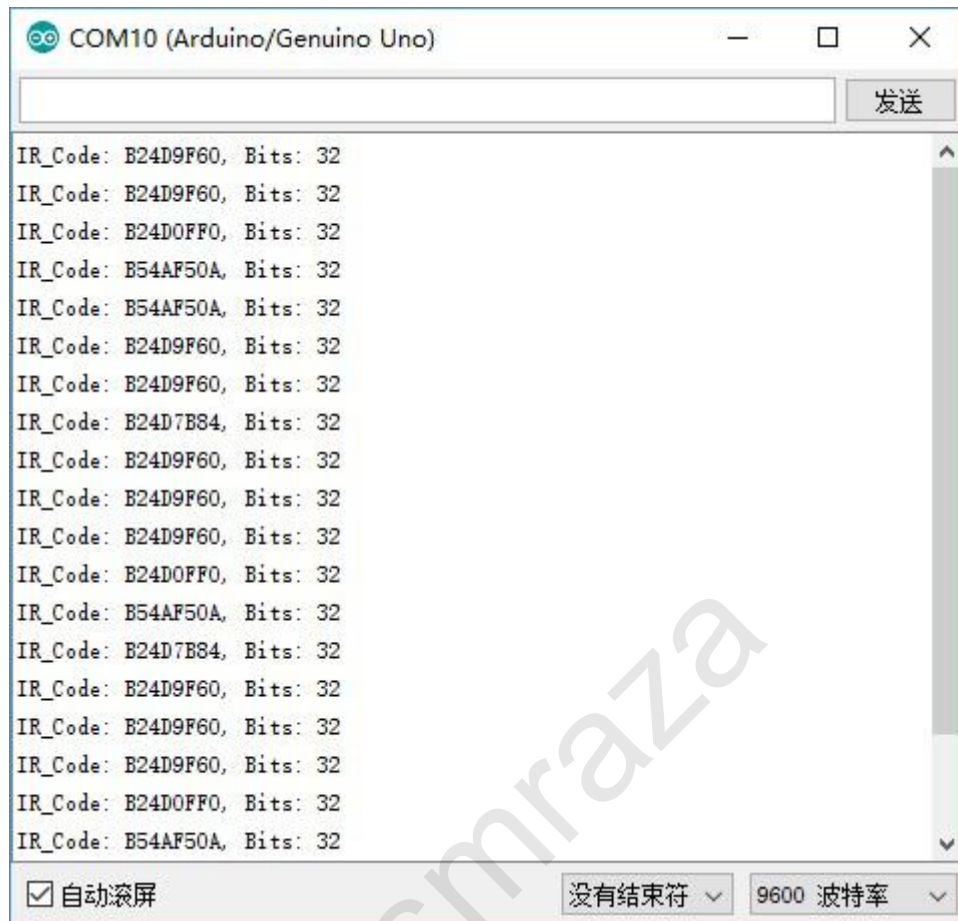 COM10 (Arduino/Genuino Uno)
发送
IR_Code: B24D9F60, Bits: 32
IR_Code: B24D9F60, Bits: 32
IR_Code: B24D0FF0, Bits: 32
IR_Code: B54AF50A, Bits: 32
IR_Code: B54AF50A, Bits: 32
IR_Code: B24D9F60, Bits: 32
IR_Code: B24D9F60, Bits: 32
IR_Code: B24D7B84, Bits: 32
IR_Code: B24D9F60, Bits: 32
IR_Code: B24D9F60, Bits: 32
IR_Code: B24D9F60, Bits: 32
IR_Code: B24D0FF0, Bits: 32
IR_Code: B54AF50A, Bits: 32
IR_Code: B24D7B84, Bits: 32
IR_Code: B24D9F60, Bits: 32
IR_Code: B24D9F60, Bits: 32
IR_Code: B24D9F60, Bits: 32
IR_Code: B24D0FF0, Bits: 32
IR_Code: B54AF50A, Bits: 32
smraza
自动滚屏 没有结束符 9600 波特率